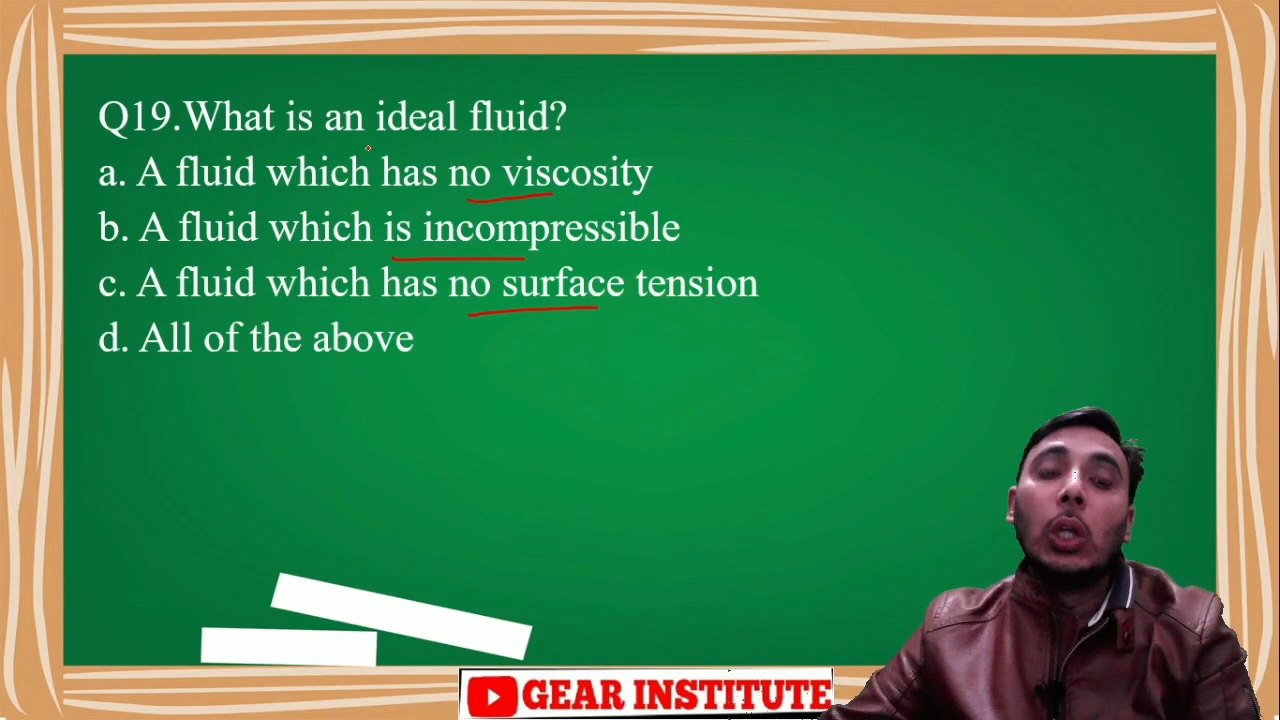 Q19.What is an ideal fluid?
a. A fluid which has no viscosity
b. A fluid which is incompressible
c. A fluid which has no surface tension
d. All of the above
GEAR INSTITUTE